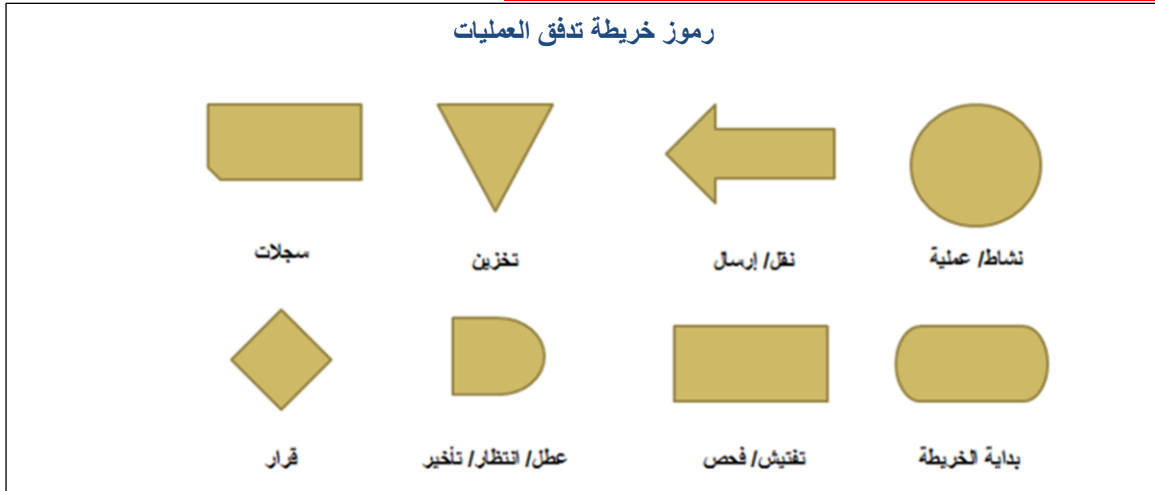 رموز خريطة تدفق العمليات
نشاط/ عملية
نقل/ إرسال
تخزين
سجلات
بداية الخريطة
تفتيش/ فحص
عطل/ انتظار/ تأخير
قرار